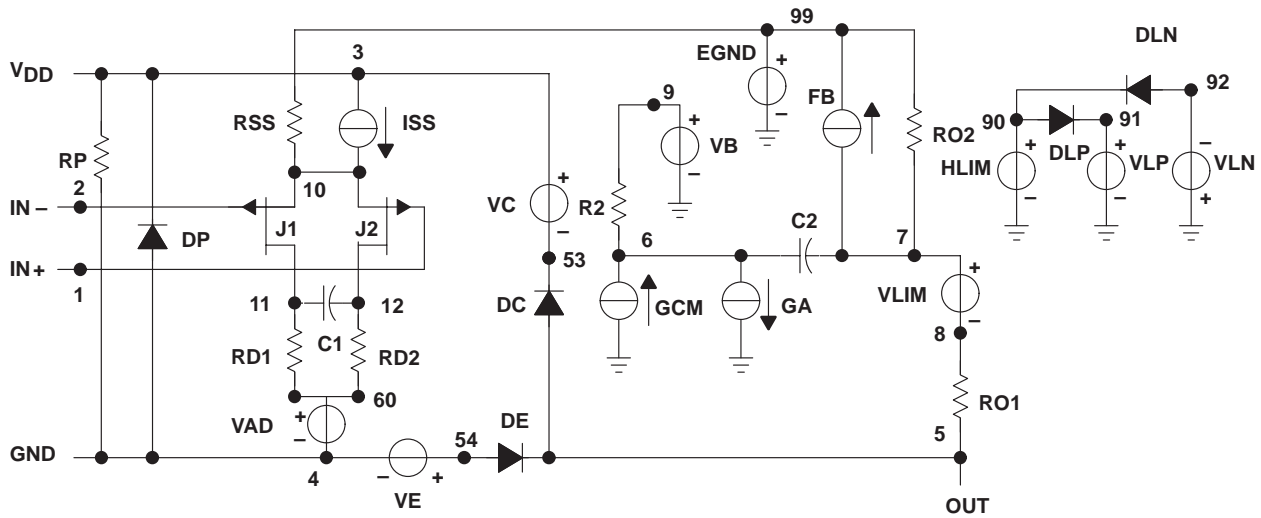 99
DLN
3
EGND
+
92
VDD
9
FB
+
−
RSS
ISS
90
91
RP
VB
−
RO2
DLP
−
+
+
HLIM
VLP
VLN
2
10
+
−
−
+
IN −
VC
R2
J1
J2
−
C2
DP
IN+
53
6
7
1
+
11
12
DC
GCM
GA
VLIM
C1
−
8
RD1
RD2
60
RO1
+
VAD
−
DE
54
5
GND
4
−
+
VE
OUT